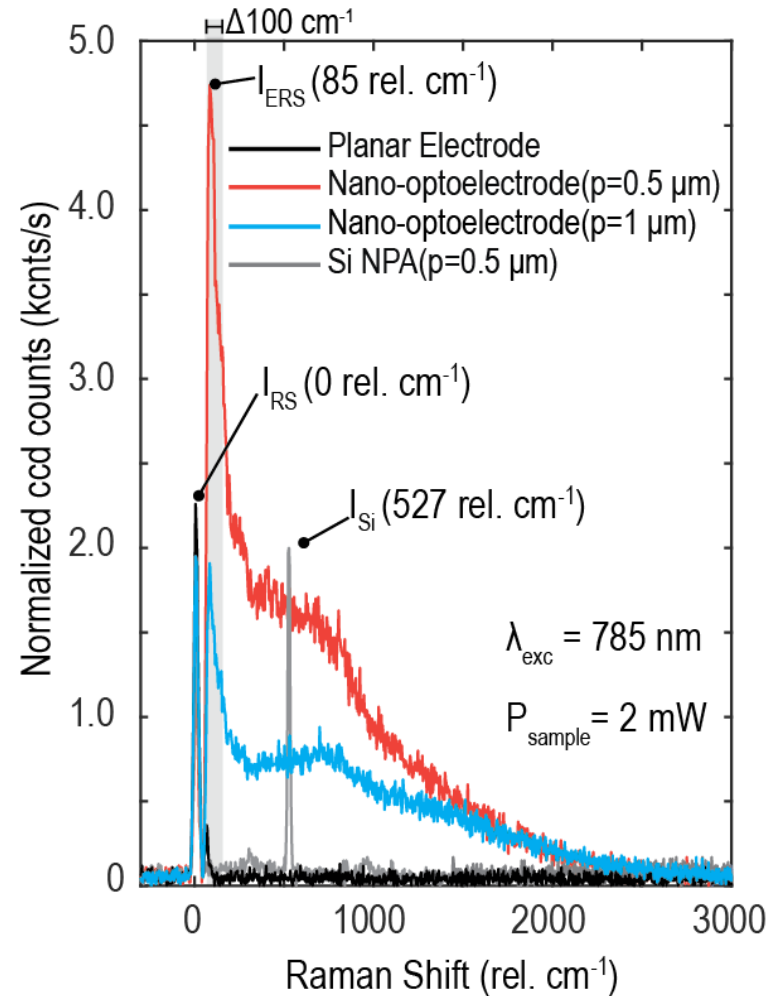 Δ100 cm-1
5.0
4.0
3.0
2.0
1.0
0
Normalized ccd counts (kcnts/s)
IERS (85 rel. cm-1)
Planar Electrode
Nano-optoelectrode(p=0.5 μm)
Nano-optoelectrode(p=1 μm)
Si NPA(p=0.5 μm)
IRS (0 rel. cm-1)
ISi (527 rel. cm-1)
λexc = 785 nm
Psample= 2 mW
0 1000 2000 3000
Raman Shift (rel. cm-1)